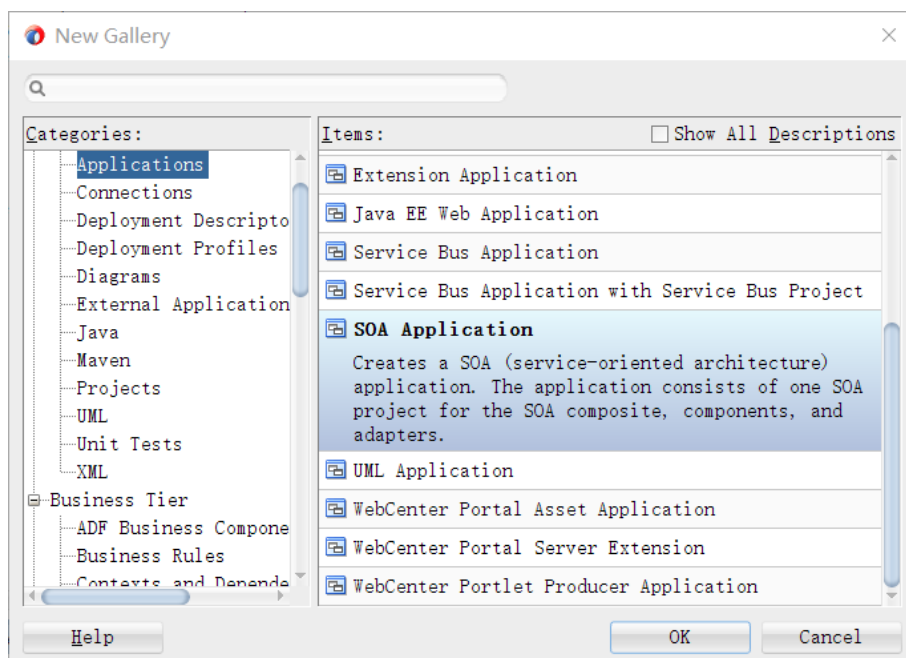 New Gallery
Categories:
Applications
Connections
Deployment Descripto
Deployment Profiles
Diagrams
External Application
Java
Maven
Projects
UML
Unit Tests
XML
Business Tier
ADF Business Compone
Business Rules
Contexts and Depende
Items:
Show All Descriptions
Extension Application
Java EE Web Application
Service Bus Application
Service Bus Application with Service Bus Project
SOA Application
Creates a SOA (service-oriented architecture)
application. The application consists of one SOA
project for the SOA composite, components, and
adapters.
UML Application
WebCenter Portal Asset Application
WebCenter Portal Server Extension
WebCenter Portlet Producer Application
Help
OK
Cancel